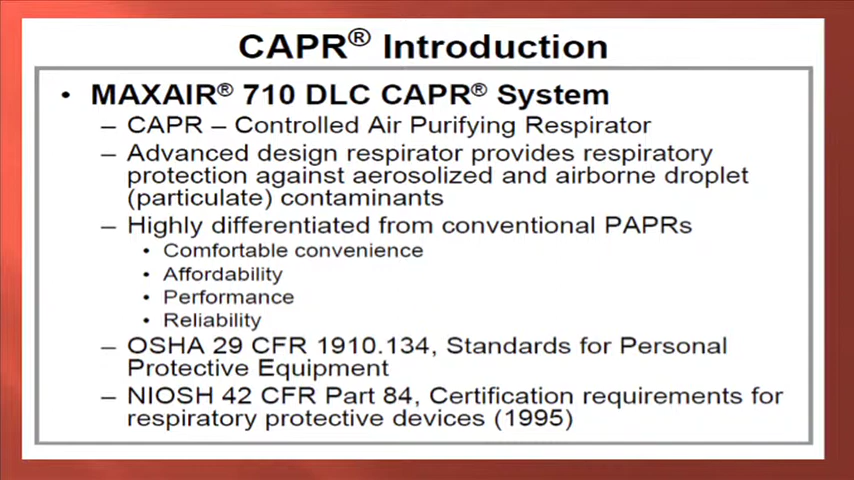 CAPR® Introduction
• MAXAIR® 710 DLC CAPR® System
– CAPR – Controlled Air Purifying Respirator
– Advanced design respirator provides respiratory
protection against aerosolized and airborne droplet
(particulate) contaminants
– Highly differentiated from conventional PAPRs
• Comfortable convenience
• Affordability
• Performance
• Reliability
– OSHA 29 CFR 1910.134, Standards for Personal
Protective Equipment
– NIOSH 42 CFR Part 84, Certification requirements for
respiratory protective devices (1995)